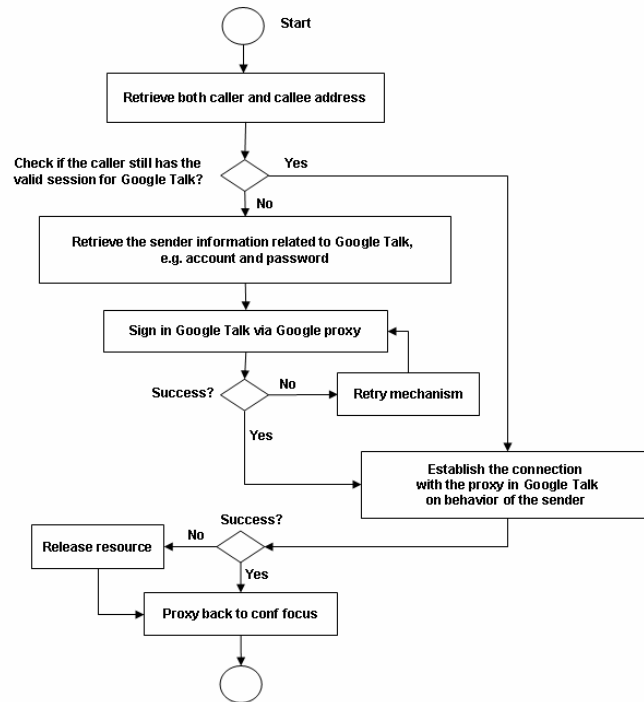 Start
Retrieve both caller and callee address
Check if the caller still has the
valid session for Google Talk?
Yes
No
Retrieve the sender information related to Google Talk,
e.g. account and password
Sign in Google Talk via Google proxy
Success?
No
Retry mechanism
Yes
Establish the connection
with the proxy in Google Talk
on behavior of the sender
Success?
No
Release resource
Yes
Proxy back to conf focus